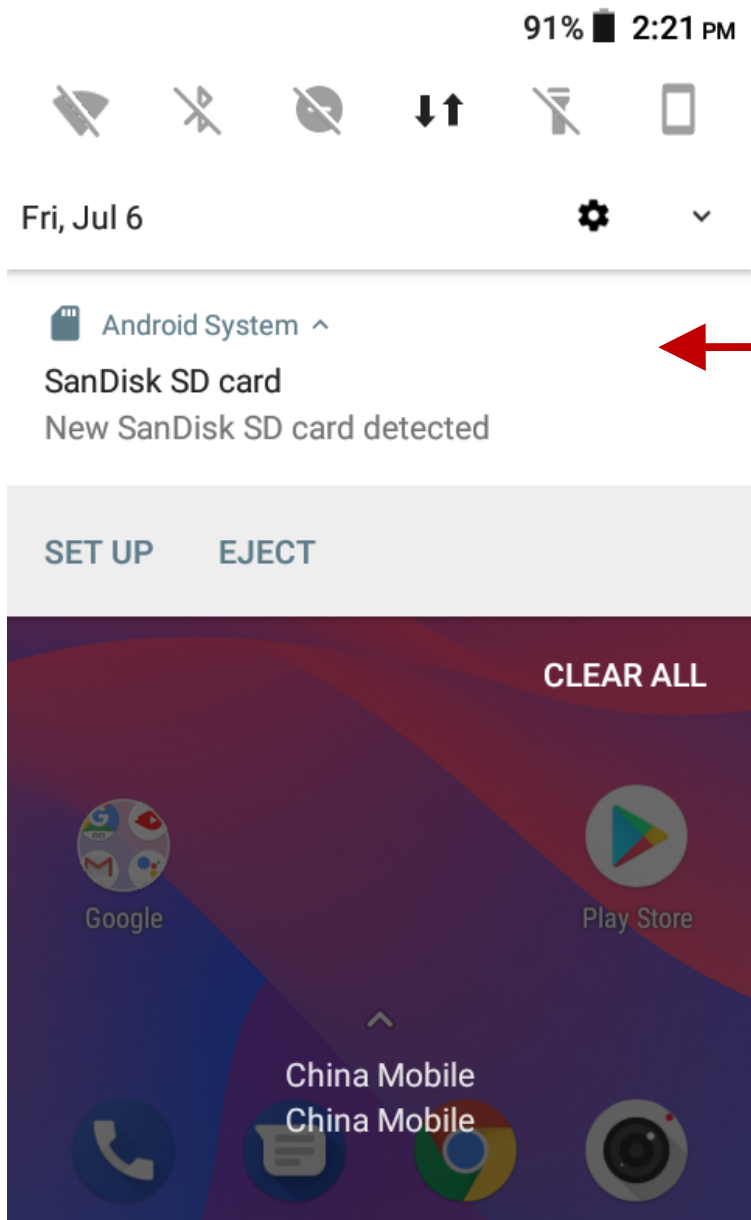 91% 2:21 PM
Fri, Jul 6
Android System
SanDisk SD card
New SanDisk SD card detected
SET UP EJECT
CLEAR ALL
G
GO
Google
Play Store
China Mobile
China Mobile